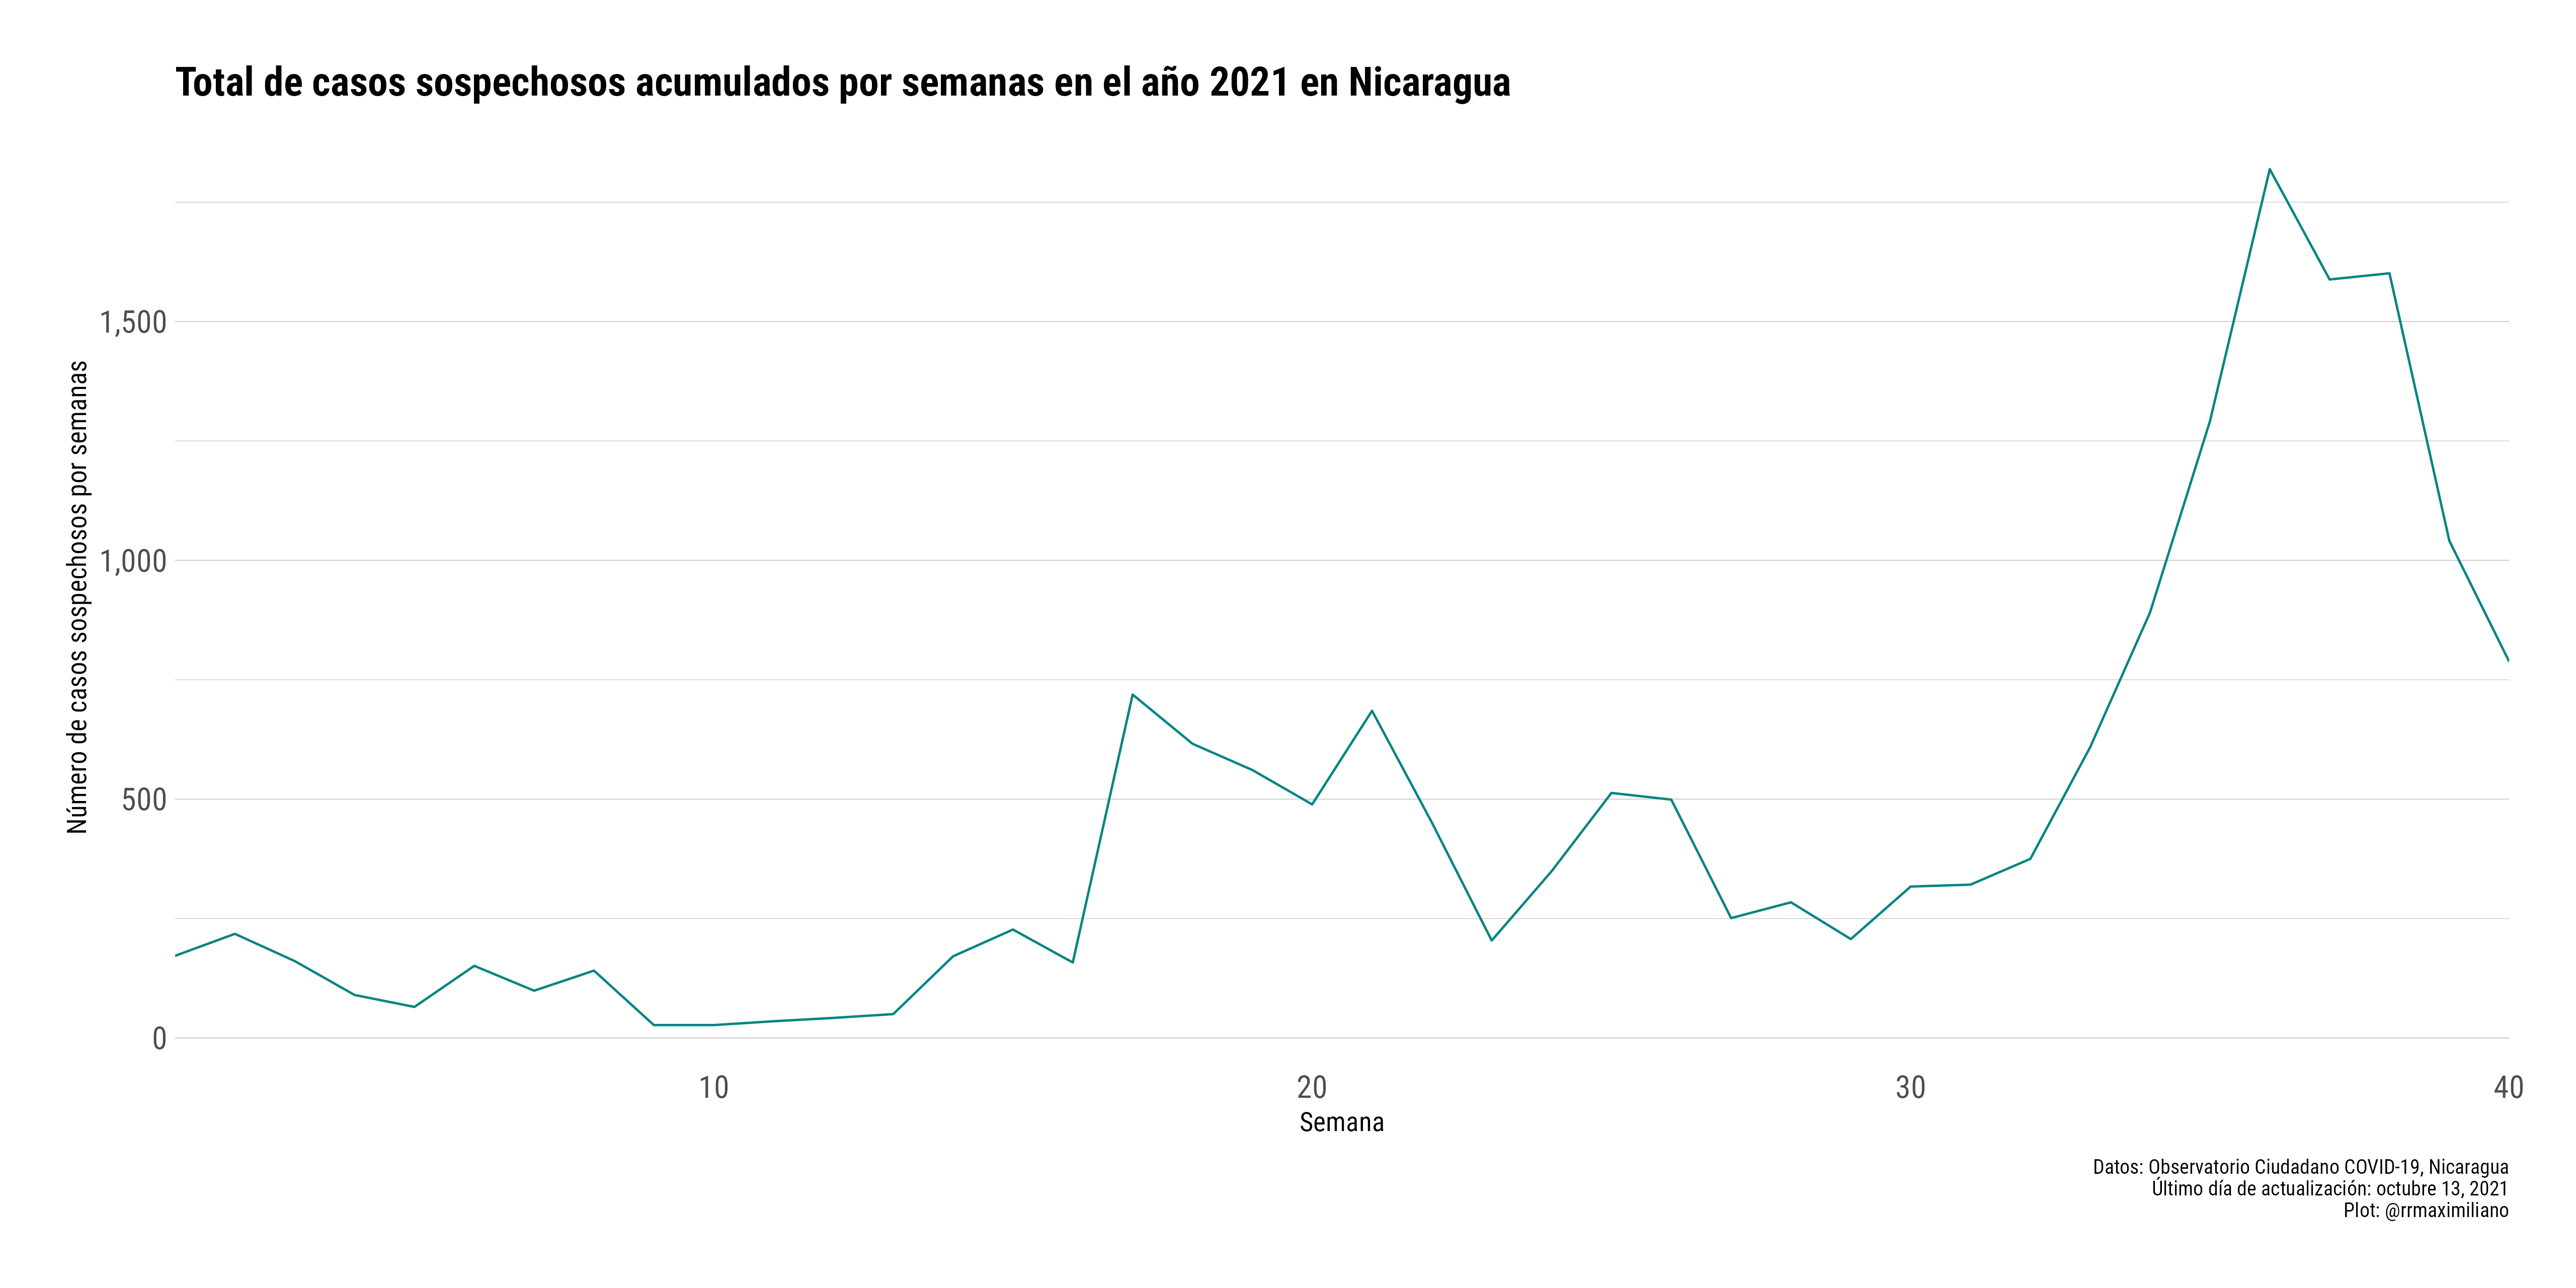 Total de casos sospechosos acumulados por semanas en el año 2021 en Nicaragua
Número de casos sospechosos por semanas
1,500
1,000
500
0
10
20
30
40
Semana
Datos: Observatorio Ciudadano COVID-19, Nicaragua
Último día de actualización: octubre 13, 2021
Plot: @rrmaximiliano